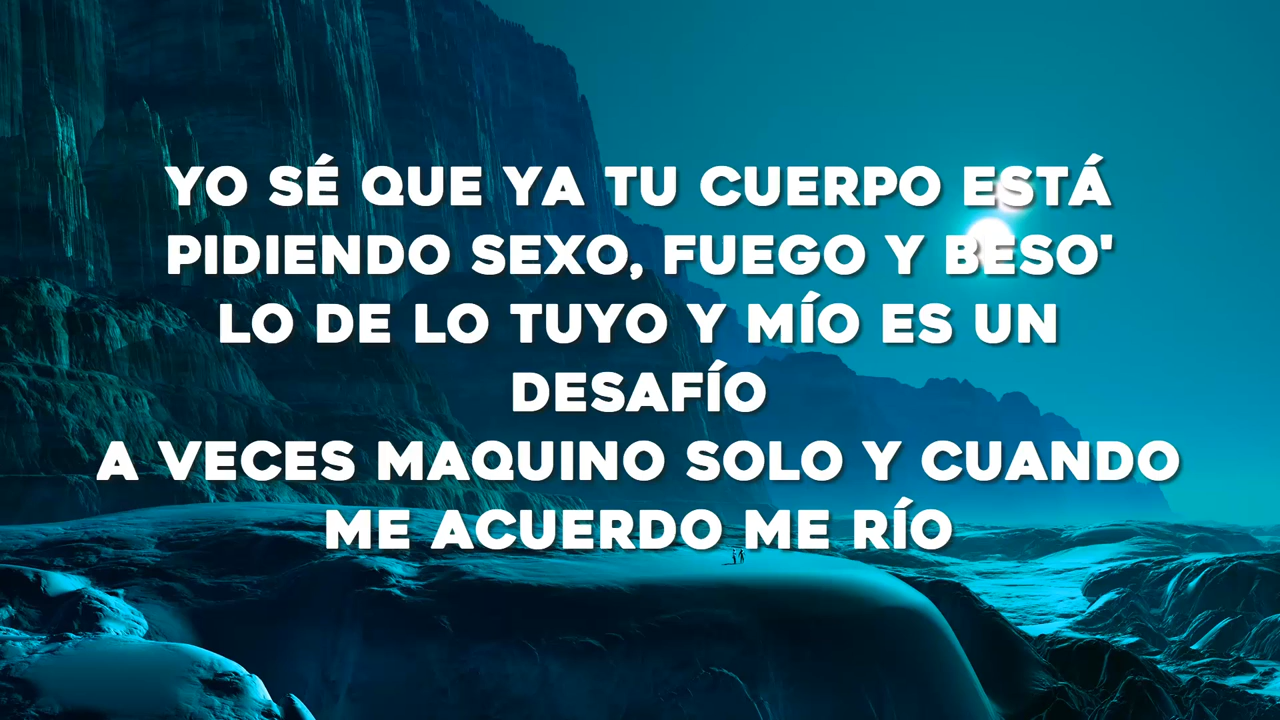 YO SÉ QUE YA TU CUERPO ESTÁ
PIDIENDO SEXO, FUEGO Y BESO'
LO DE LO TUYO Y MÍO ES UN
DESAFÍO
A VECES MAQUINO SOLO Y CUANDO
ME ACUERDO ME RÍO